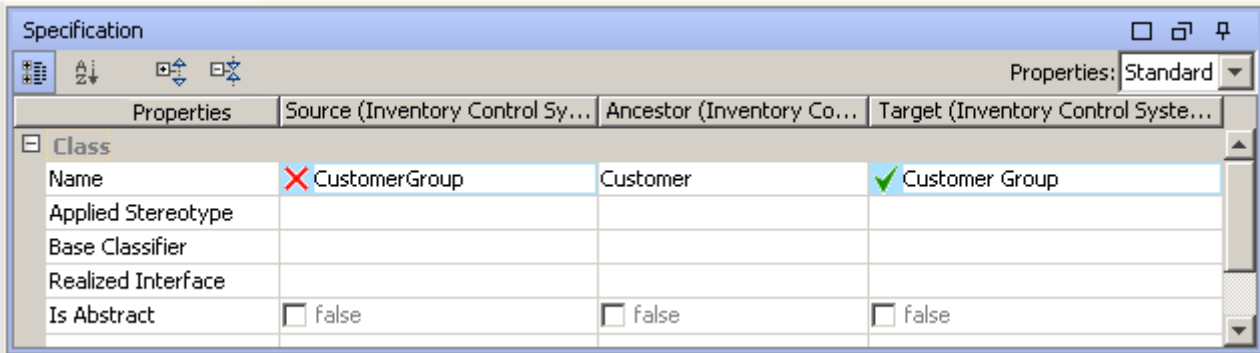 Specification
Properties: Standard
Properties Source (Inventory Control Sy... Ancestor (Inventory Co... Target (Inventory Control Syste...
Class
Name CustomerGroup Customer Customer Group
Applied Stereotype
Base Classifier
Realized Interface
Is Abstract false false false